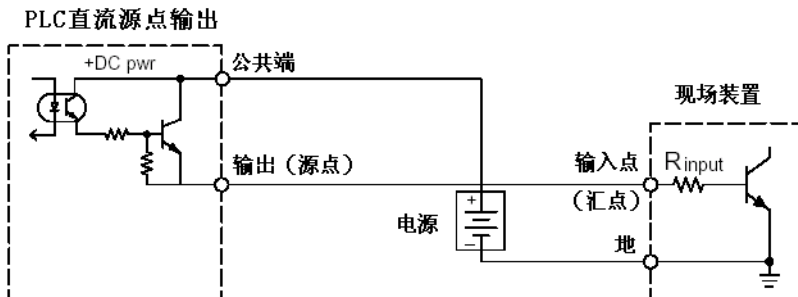 PLC直流源点输出
+DC pwr
公共端
现场装置
输出（源点）
输入点
（汇点）
Rinput
电源
+
−
地